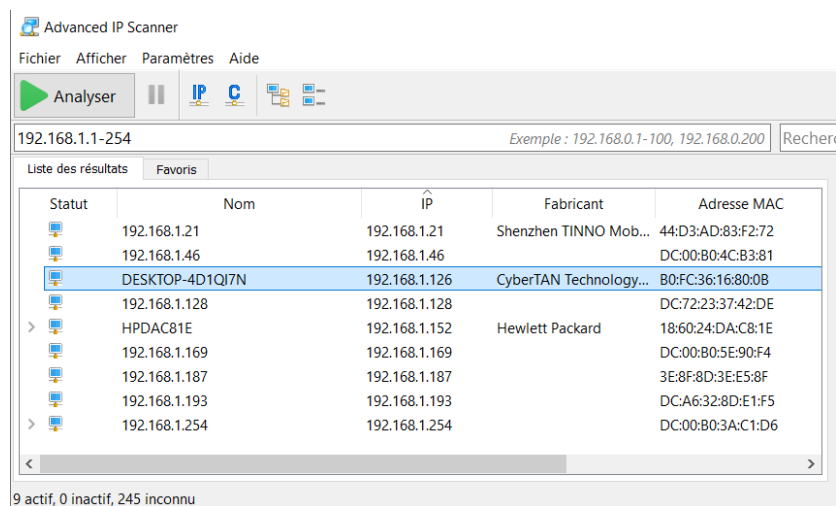 Advanced IP Scanner
Fichier Afficher Paramètres Aide
Analyser IP C
192.168.1.1-254 Exemple : 192.168.0.1-100, 192.168.0.200 Recher
Liste des résultats Favoris
Statut Nom IP Fabricant Adresse MAC
192.168.1.21 192.168.1.21 Shenzhen TINNO Mob... 44:D3:AD:83:F2:72
192.168.1.46 192.168.1.46 DC:00:B0:4C:B3:81
DESKTOP-4D1QI7N 192.168.1.126 CyberTAN Technology... B0:FC:36:16:80:0B
192.168.1.128 192.168.1.128 DC:72:23:37:42:DE
HPDAC81E 192.168.1.152 Hewlett Packard 18:60:24:DA:C8:1E
192.168.1.169 192.168.1.169 DC:00:B0:5E:90:F4
192.168.1.187 192.168.1.187 3E:8F:8D:3E:E5:8F
192.168.1.193 192.168.1.193 DC:A6:32:8D:E1:F5
192.168.1.254 192.168.1.254 DC:00:B0:3A:C1:D6
9 actif, 0 inactif, 245 inconnu